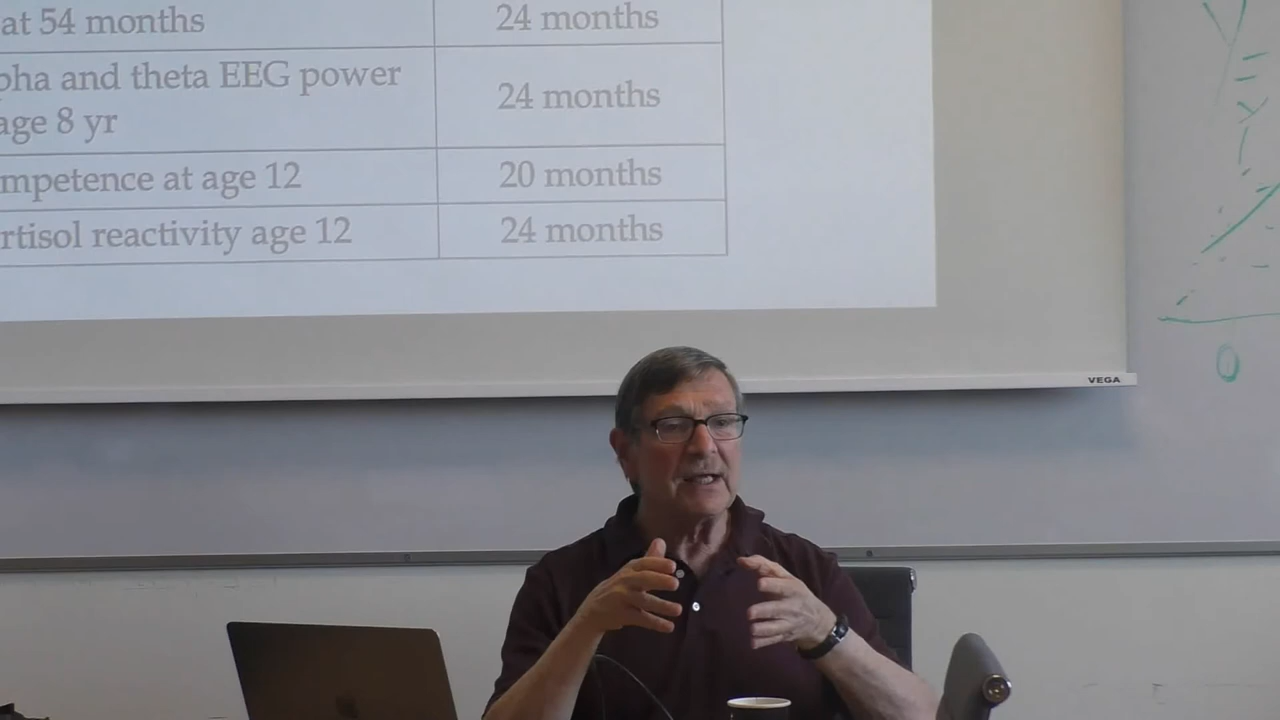 at 54 months
24 months
pha and theta EEG power
age 8 yr
24 months
mpetence at age 12
20 months
rtisol reactivity age 12
24 months
VEGA
Y
=
0